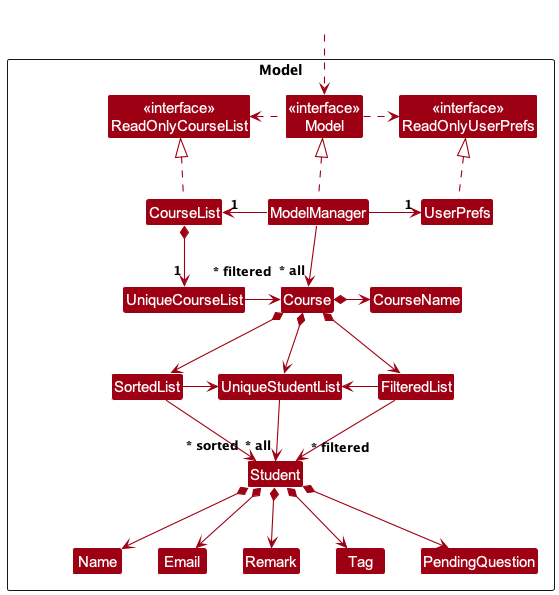 Model
«interface»
ReadOnlyCourseList
«interface»
Model
«interface»
ReadOnlyUserPrefs
CourseList
1
ModelManager
1
UserPrefs
1
* filtered
* all
UniqueCourseList
Course
CourseName
SortedList
UniqueStudentList
FilteredList
* sorted
* all
* filtered
Student
Name
Email
Remark
Tag
PendingQuestion